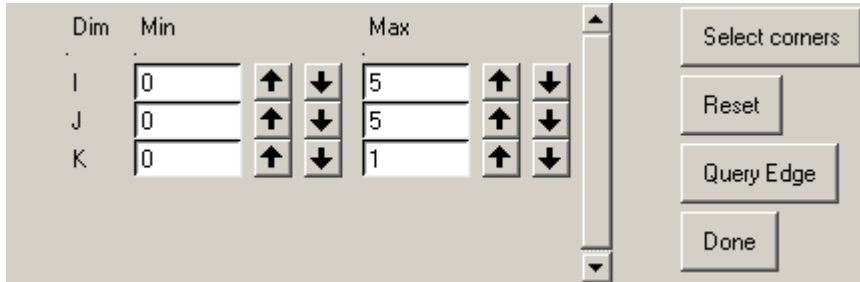 Dim Min Max
I 0 5
J 0 5
K 0 1
Select corners
Reset
Query Edge
Done